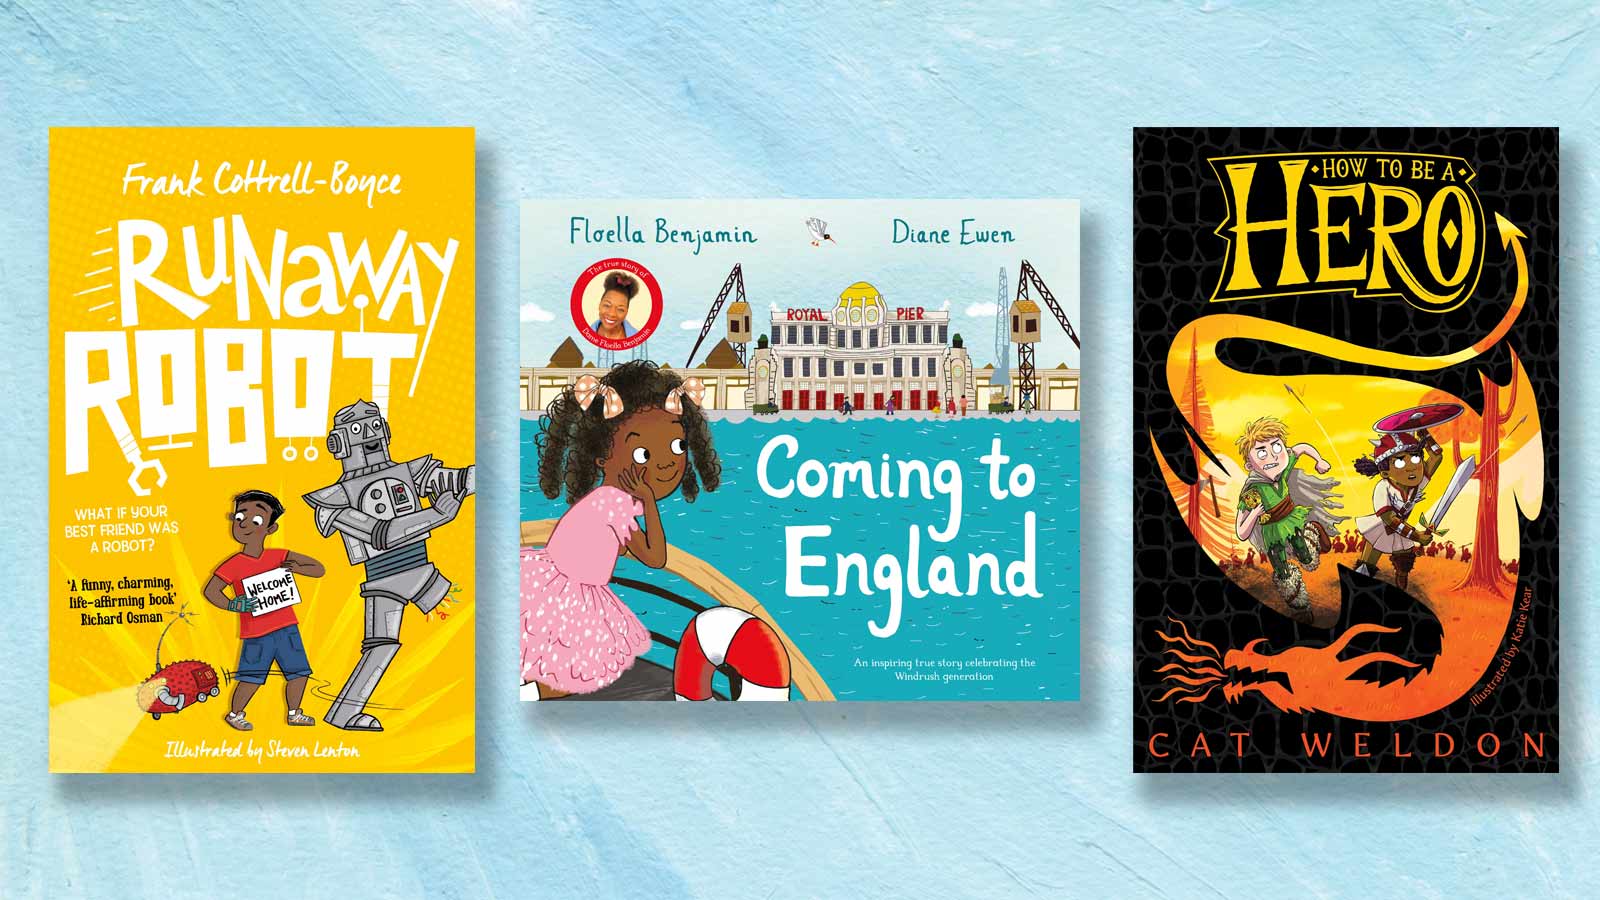 Frank Cottrell-Boyce
RUNAWAY
ROBOT
WHAT IF YOUR
BEST FRIEND WAS
A ROBOT?
'A funny, charming,
life-affirming book'
Richard Osman
WELCOME
HOME!
Illustrated by Steven Lenton
Floella Benjamin
Diane Ewen
The true story of
Dame Floella Benjamin
ROYAL PIER
Coming to
England
An inspiring true story celebrating the
Windrush generation
HOW TO BE A
HERO
Illustrated by Katie Kear
CAT WELDON